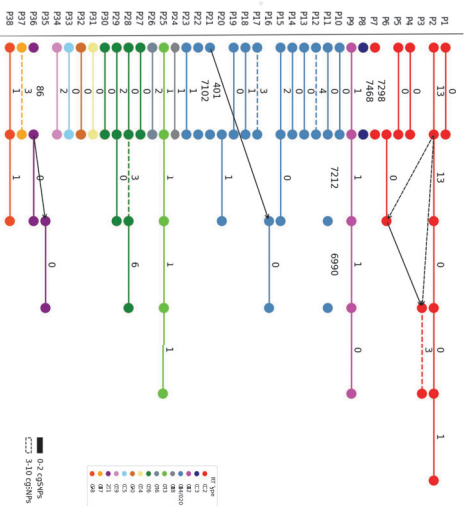 P1 0
P2 13 13 0 0 1
P3 3
P4 0
P5 0
P6 0
P7 7298
P8 7468
P9 1 1 1 0
P10 0
P11 0 7212 6990
P12 4
P13 0
P14 0
P15 2 0
P16 0
P17 3
P18 1
P19 0
P20 1
P21 401
P22 7102
P23 1
P24 1
P25 1 1 1
P26 2
P27 0
P28 2 3 6
P29 0 0
P30 0
P31 0
P32 0
P33 2
P34 2
P35 0
P36 86 0
P37 3
P38 1 1
0-2 cgSNPs
3-10 cgSNPs
RT Type